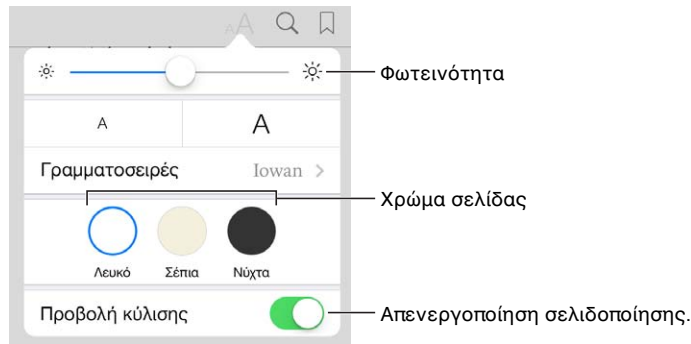 AA
Φωτεινότητα
A A
Γραμματοσειρές Iowan >
Χρώμα σελίδας
Λευκό Σέπια Νύχτα
Προβολή κύλισης
Απενεργοποίηση σελιδοποίησης.